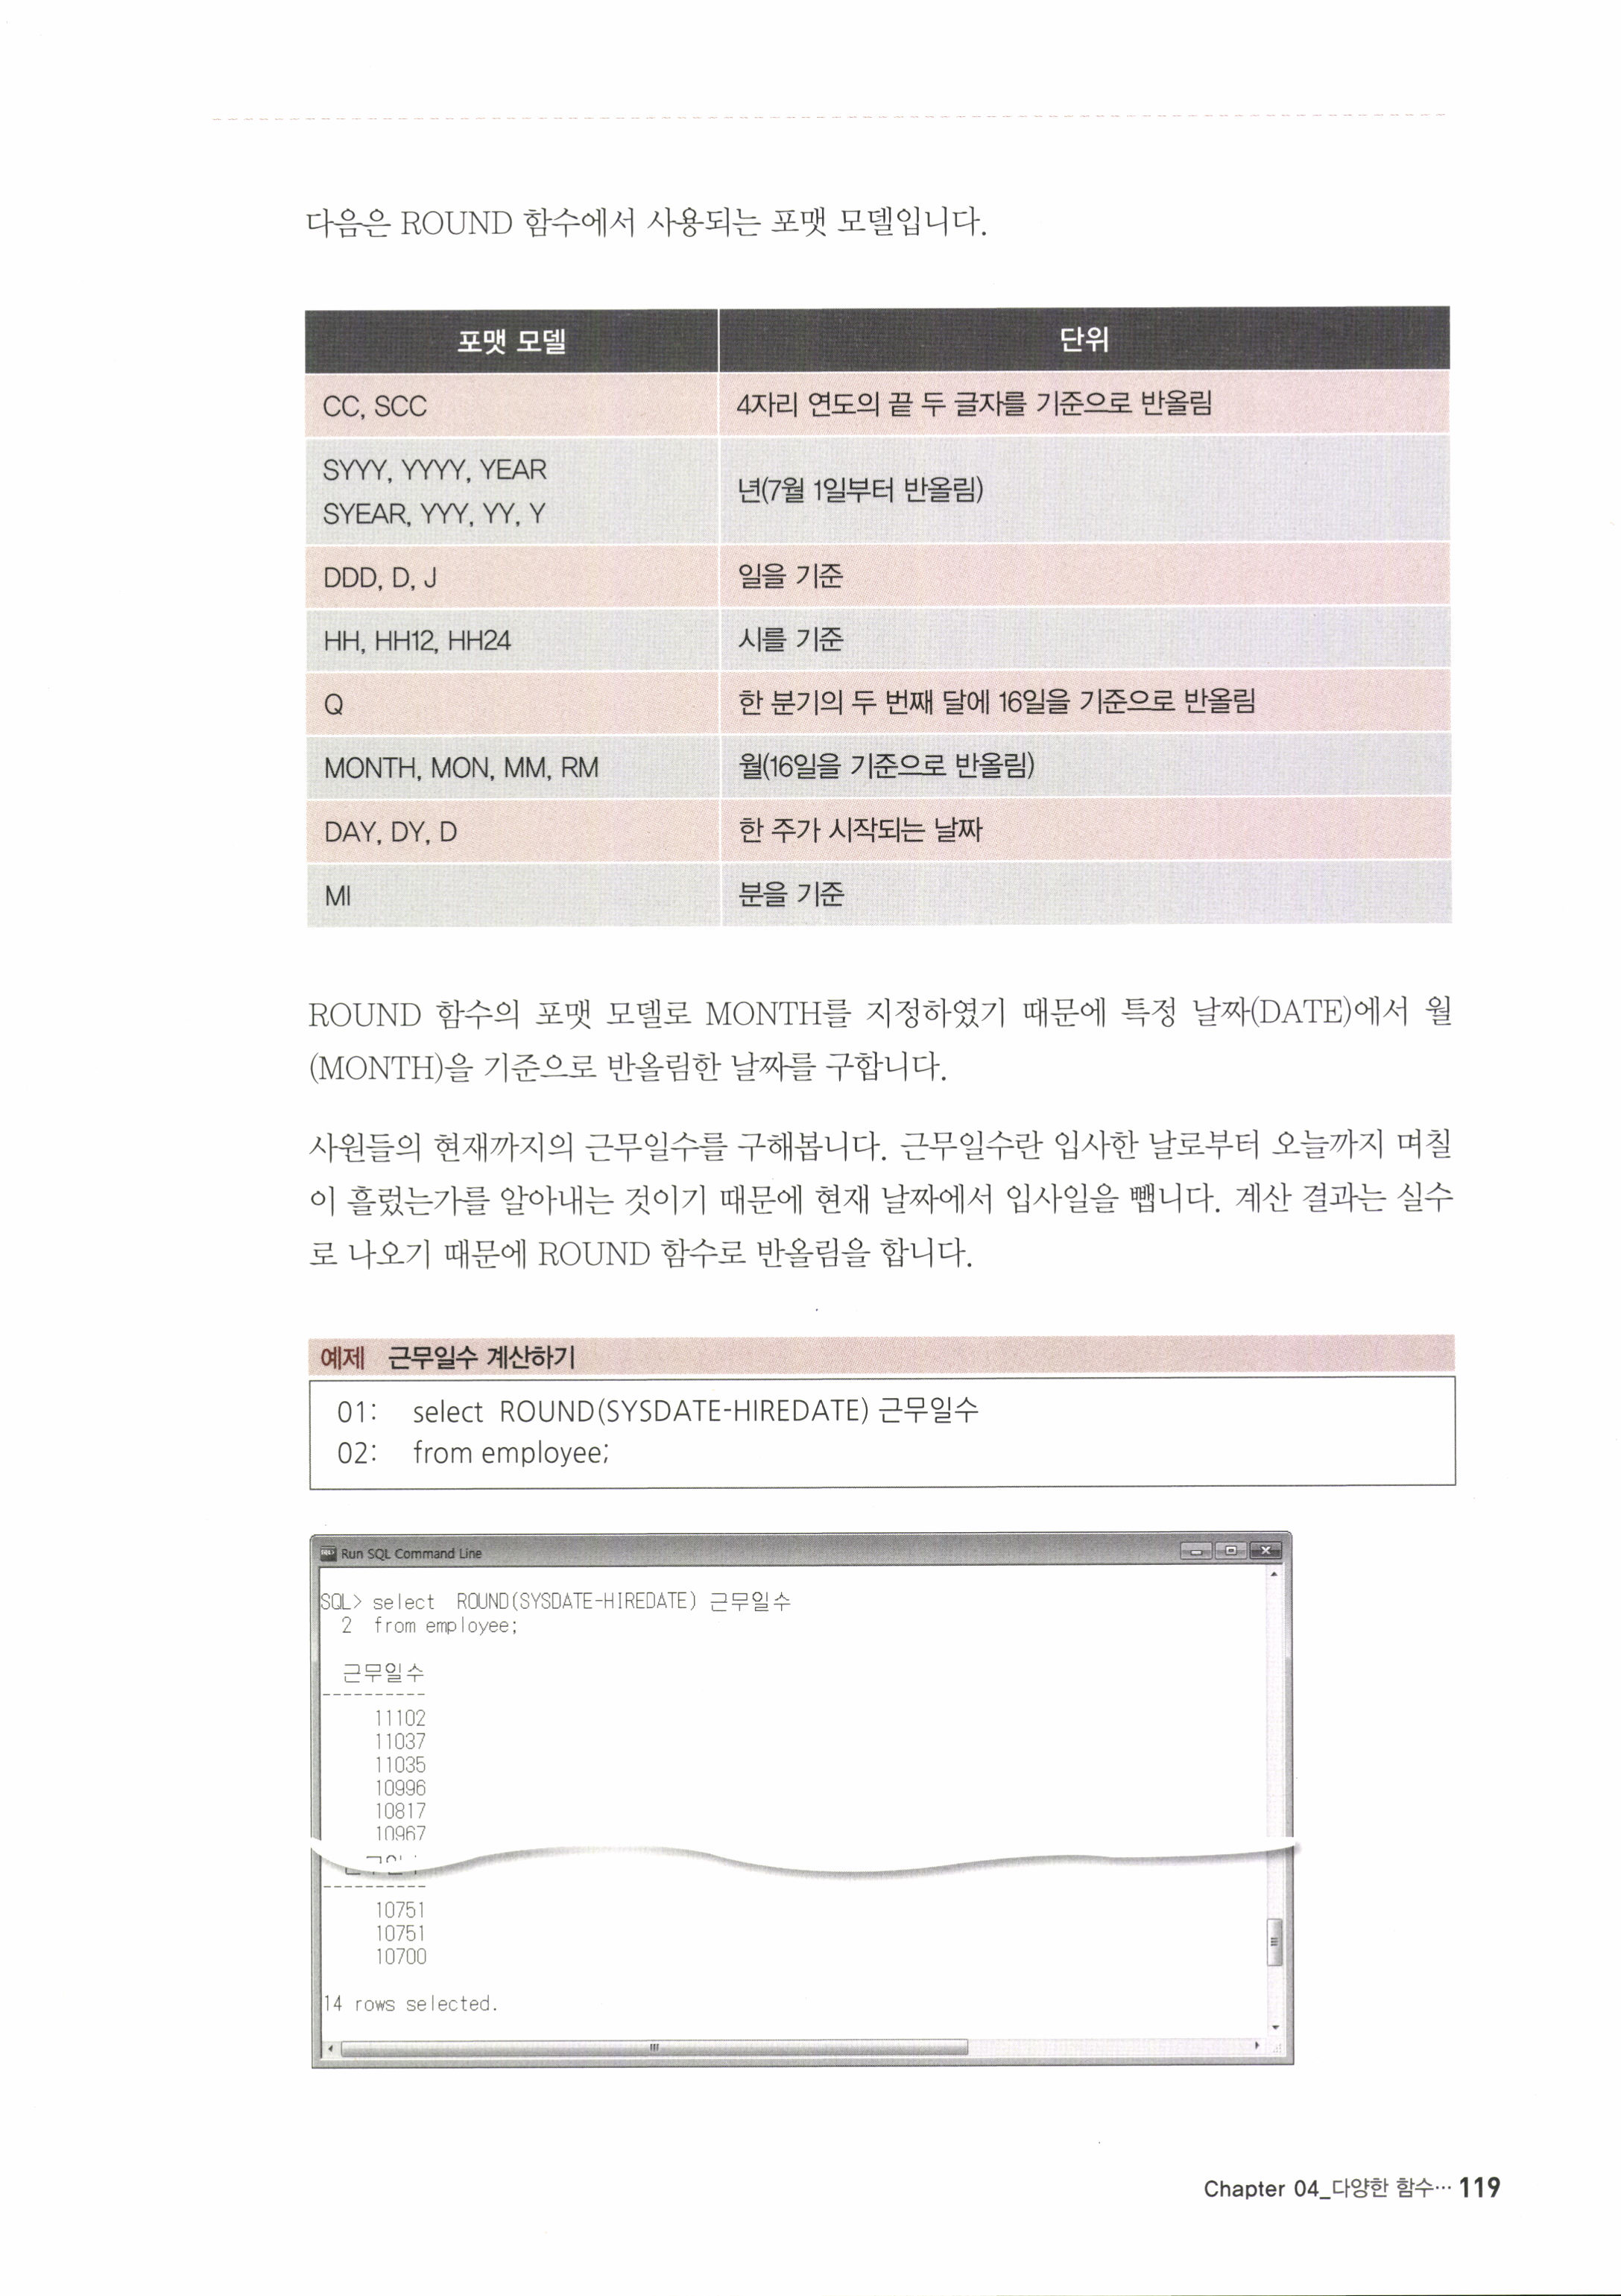 다음은 ROUND 함수에서 사용되는 포맷 모델입니다.
포맷 모델 단위
CC, SCC 4자리 연도의 끝 두 글자를 기준으로 반올림
SYYY, YYYY, YEAR
SYEAR, YYY, YY, Y
년(7월 1일부터 반올림)
DDD, D, J 일을 기준
HH, HH12, HH24 시를 기준
Q 한 분기의 두 번째 달에 16일을 기준으로 반올림
MONTH, MON, MM, RM 월(16일을 기준으로 반올림)
DAY, DY, D 한 주가 시작되는 날짜
MI 분을 기준
ROUND 함수의 포맷 모델로 MONTH를 지정하였기 때문에 특정 날짜(DATE)에서 월
(MONTH)을 기준으로 반올림한 날짜를 구합니다.
사원들의 현재까지의 근무일수를 구해봅니다. 근무일수란 입사한 날로부터 오늘까지 며칠
이 흘렀는가를 알아내는 것이기 때문에 현재 날짜에서 입사일을 뺍니다. 계산 결과는 실수
로 나오기 때문에 ROUND 함수로 반올림을 합니다.
예제 근무일수 계산하기
01: select ROUND(SYSDATE-HIREDATE) 근무일수
02: from employee;
Run SQL Command Line
SQL> select ROUND(SYSDATE-HIREDATE) 근무일수
2 from employee;
근무일수
----------
11102
11037
11035
10996
10817
10967
----------
10751
10751
10700
14 rows selected.
Chapter 04_다양한 함수··· 119